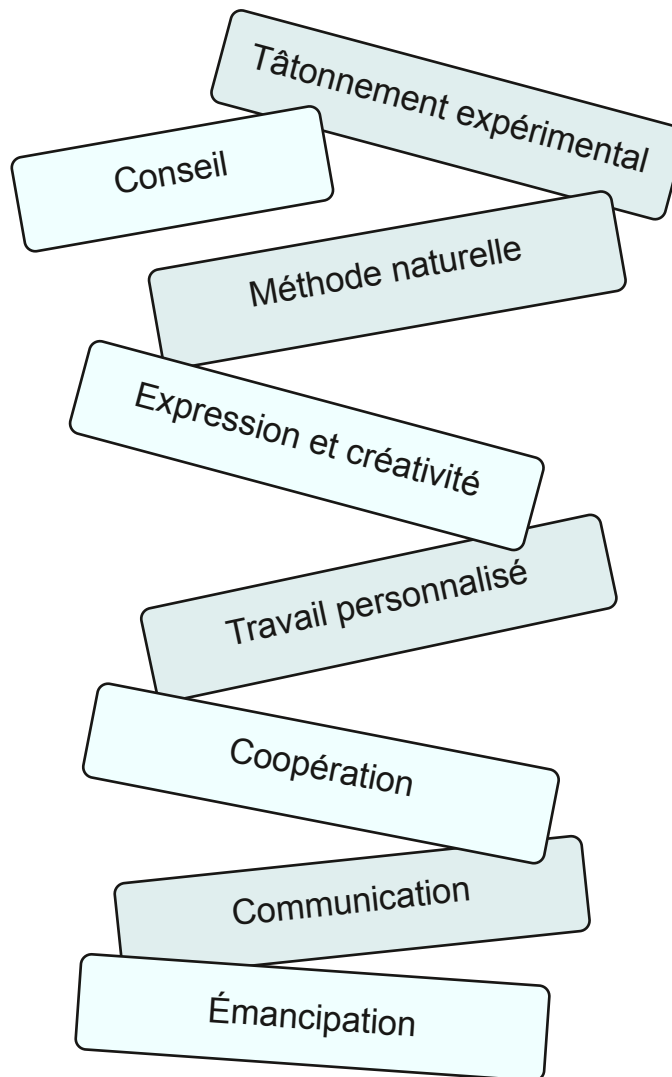 Tâtonnement expérimental
Conseil
Méthode naturelle
Expression et créativité
Travail personnalisé
Coopération
Communication
Émancipation